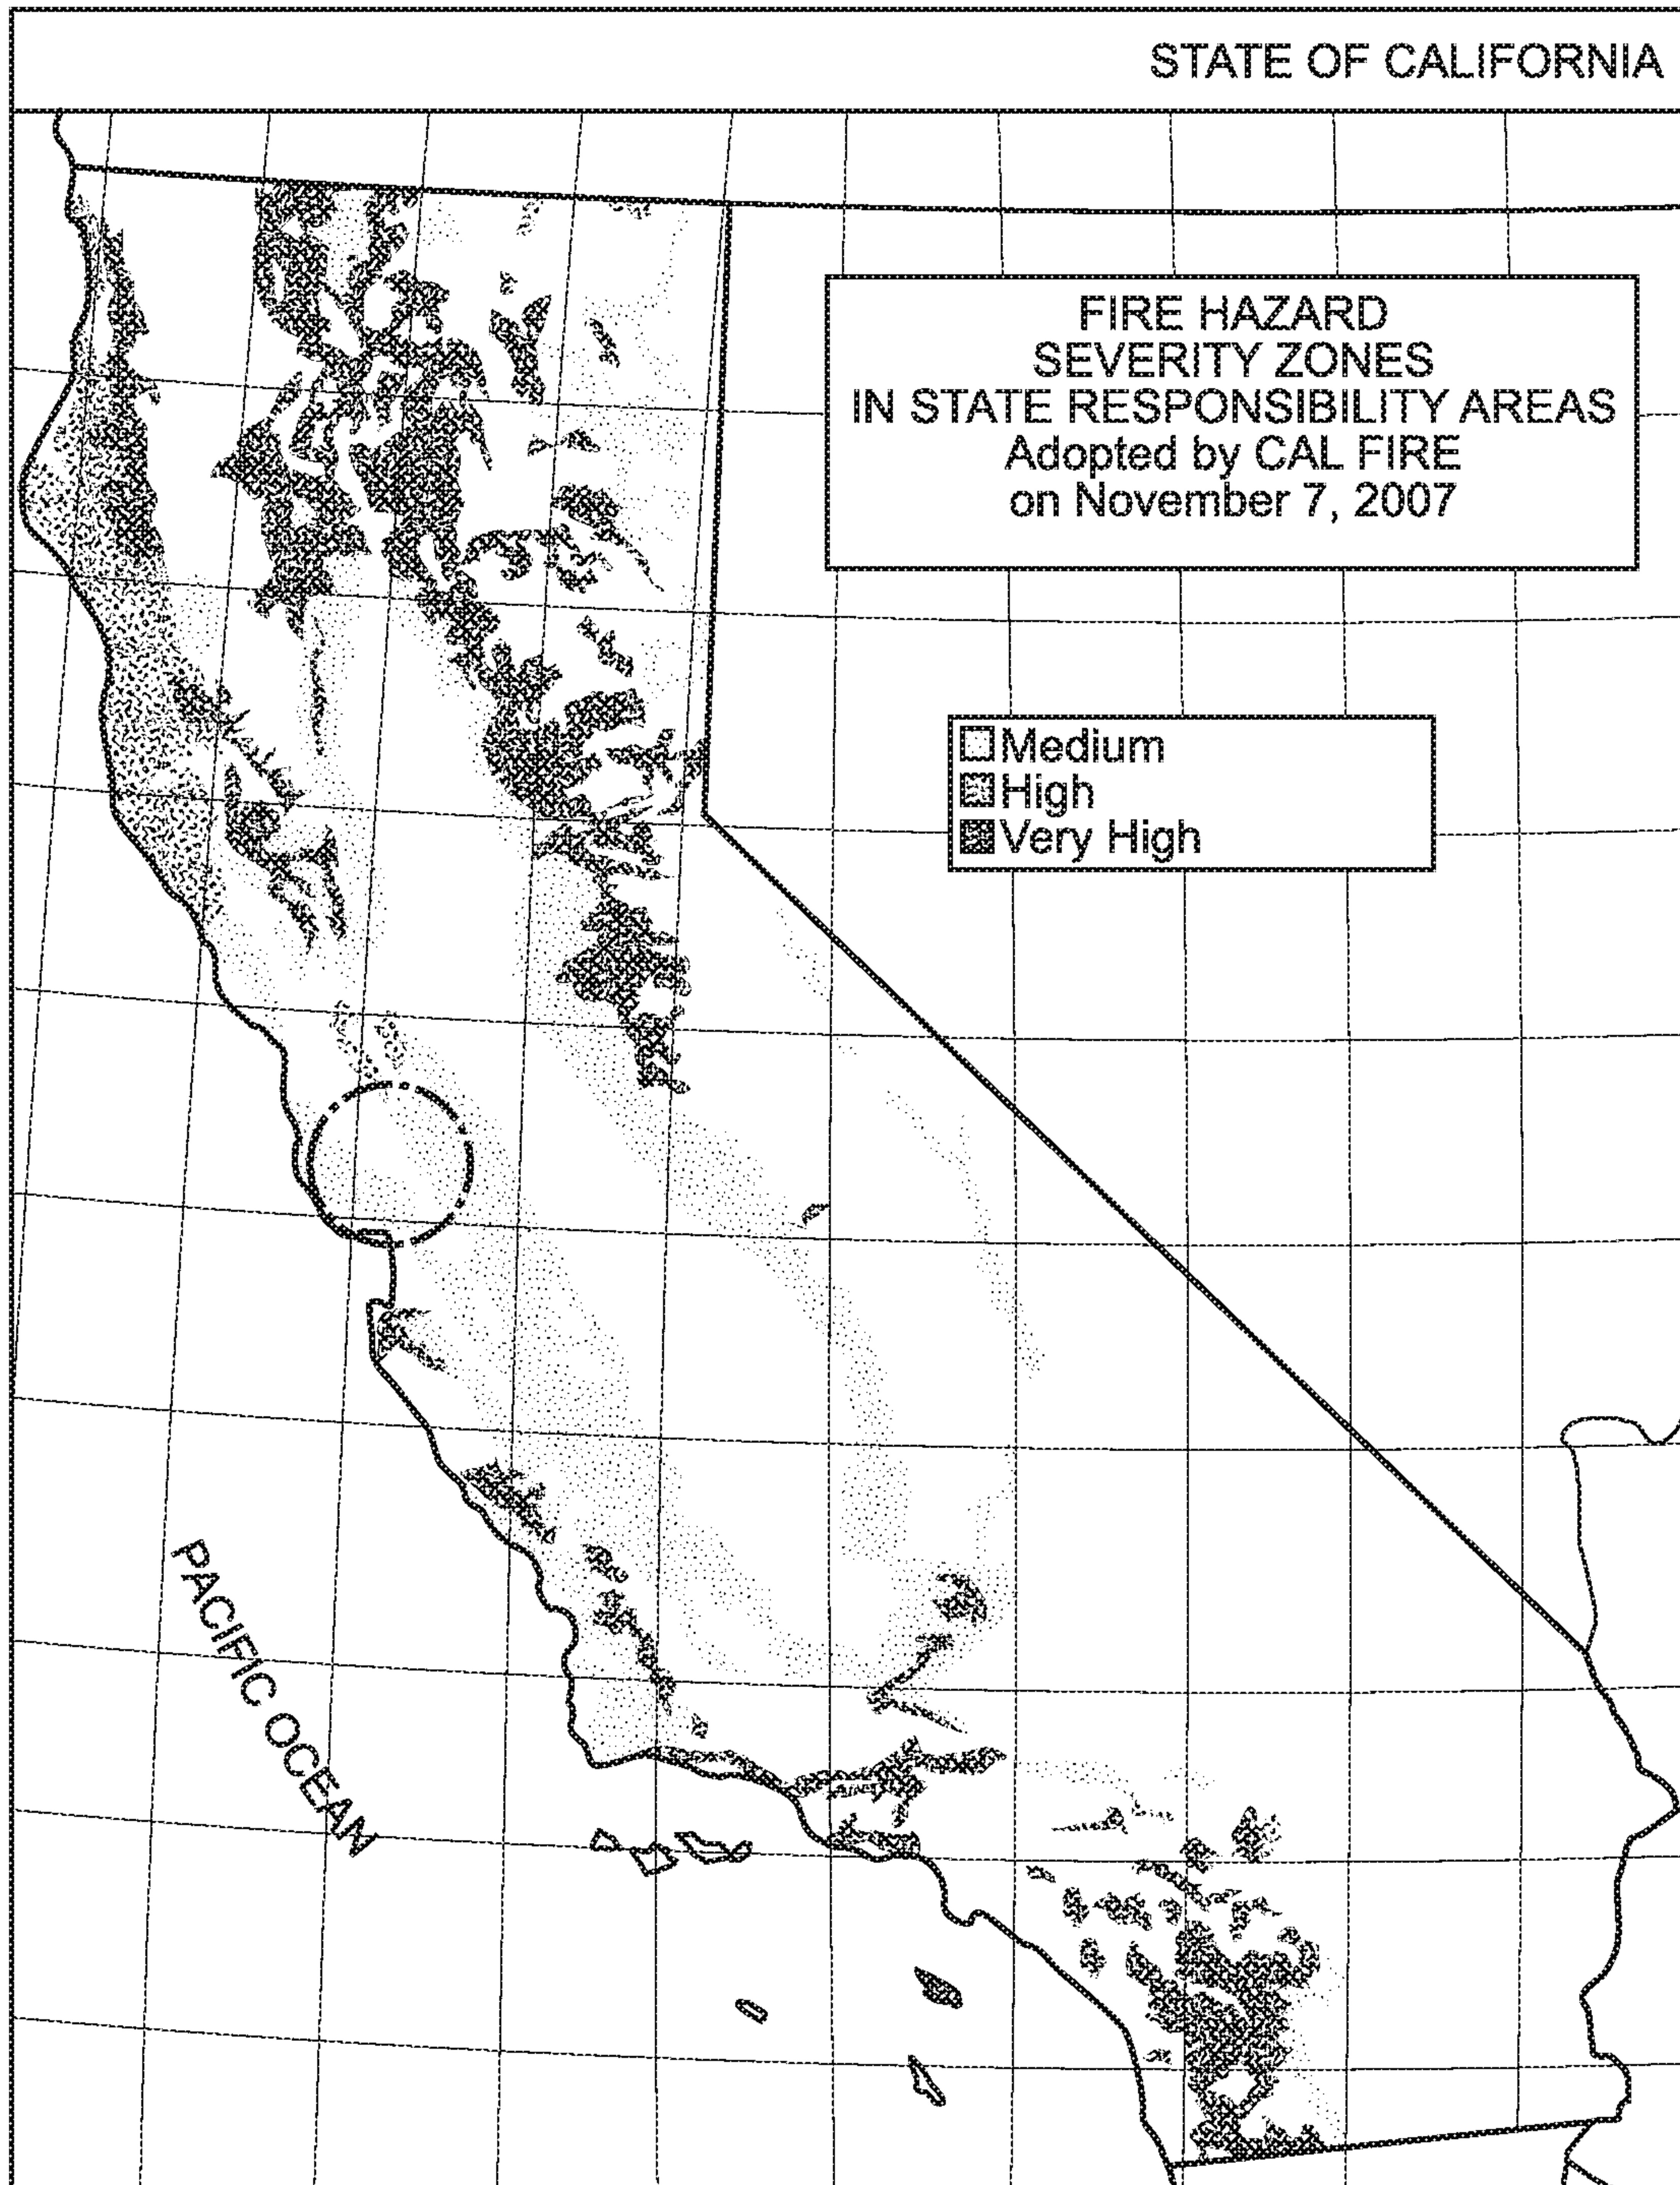 STATE OF CALIFORNIA
FIRE HAZARD
SEVERITY ZONES
IN STATE RESPONSIBILITY AREAS
Adopted by CAL FIRE
on November 7, 2007
Medium
High
Very High
PACIFIC OCEAN